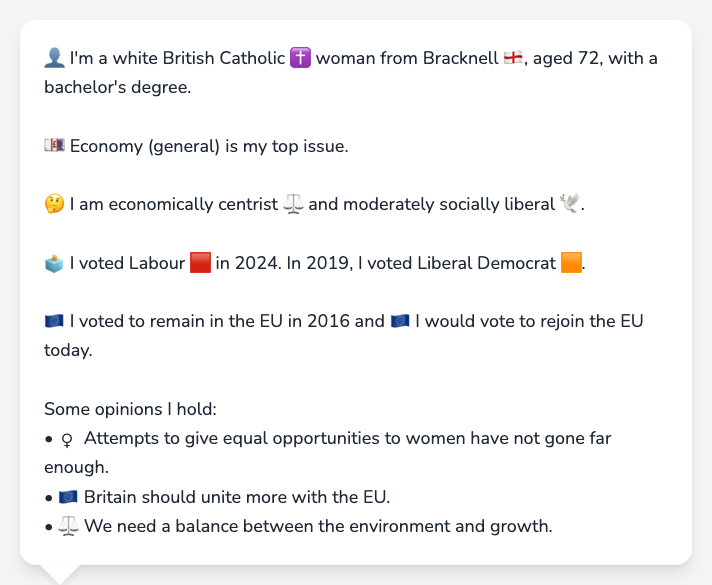 👤 I'm a white British Catholic ✝️ woman from Bracknell 🏴󠁧󠁢󠁥󠁮󠁧󠁿, aged 72, with a
bachelor's degree.
💷 Economy (general) is my top issue.
🤔 I am economically centrist ⚖️ and moderately socially liberal 🕊️.
🗳️ I voted Labour 🟥 in 2024. In 2019, I voted Liberal Democrat 🟧.
🇪🇺 I voted to remain in the EU in 2016 and 🇪🇺 I would vote to rejoin the EU
today.
Some opinions I hold:
• ♀ Attempts to give equal opportunities to women have not gone far
enough.
• 🇪🇺 Britain should unite more with the EU.
• ⚖️ We need a balance between the environment and growth.